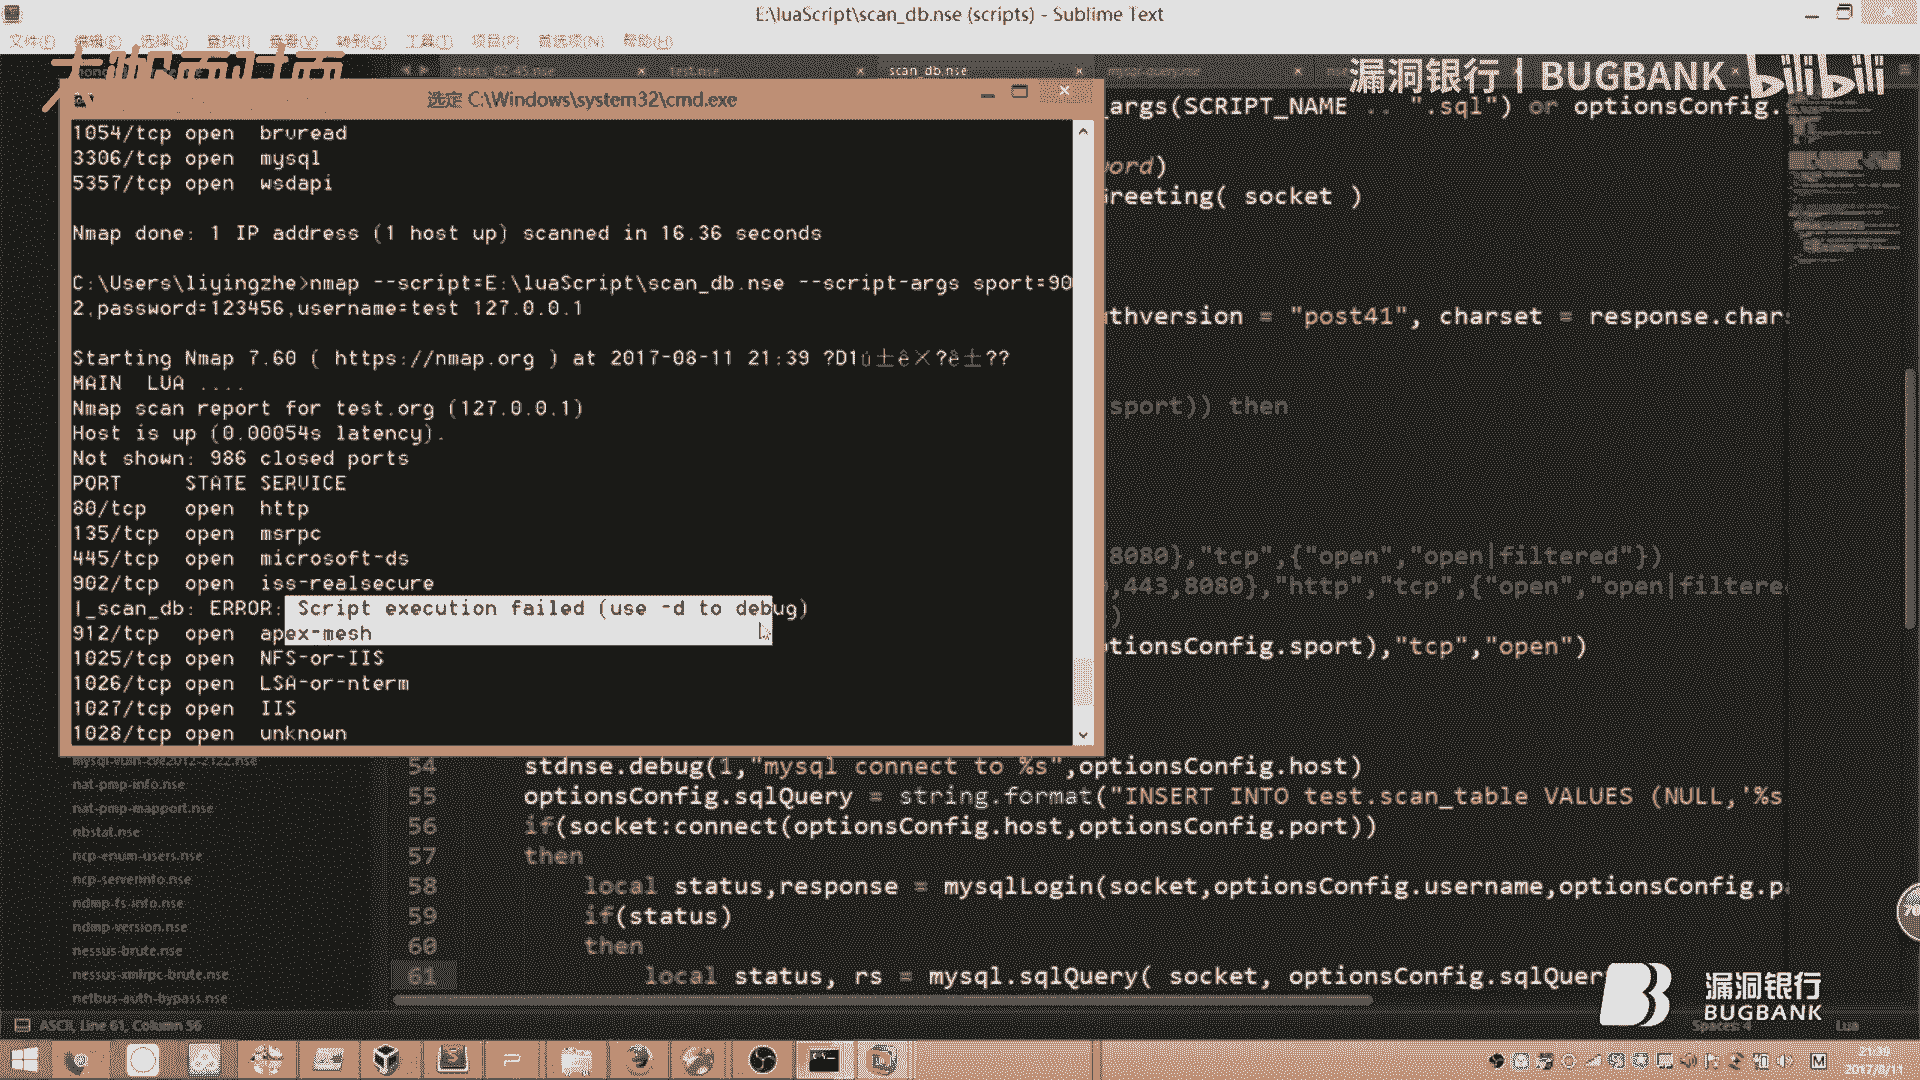 E:\luaScript\scan_db.nse (scripts) - Sublime Text
文件(F) 编辑(E) 选择(S) 查找(I) 查看(V) 转到(G) 工具(T) 项目(P) 首选项(N) 帮助(H)
大咖面对面
漏洞银行 | BUGBANK bilibili
test.nse
scan_db.nse
选定 C:\Windows\system32\cmd.exe
1054/tcp open  brvread
3306/tcp open  mysql
5357/tcp open  wsdapi
Nmap done: 1 IP address (1 host up) scanned in 16.36 seconds
C:\Users\liyingzhe>nmap --script=E:\luaScript\scan_db.nse --script-args sport=90
2,password=123456,username=test 127.0.0.1
Starting Nmap 7.60 ( https://nmap.org ) at 2017-08-11 21:39 ?D1ú±ê×?ê±??
MAIN  LUA ....
Nmap scan report for test.org (127.0.0.1)
Host is up (0.00054s latency).
Not shown: 986 closed ports
PORT     STATE SERVICE
80/tcp   open  http
135/tcp  open  msrpc
445/tcp  open  microsoft-ds
902/tcp  open  iss-realsecure
|_scan_db: ERROR: Script execution failed (use -d to debug)
912/tcp  open  apex-mesh
1025/tcp open  NFS-or-IIS
1026/tcp open  LSA-or-nterm
1027/tcp open  IIS
1028/tcp open  unknown
_args(SCRIPT_NAME .. ".sql") or optionsConfig.
ord)
Greeting( socket )
thversion = "post41", charset = response.char
sport)) then
8080},"tcp",{"open","open|filtered"})
,443,8080},"http","tcp",{"open","open|filtere
)
tionsConfig.sport),"tcp","open")
54 stdnse.debug(1,"mysql connect to %s",optionsConfig.host)
55 optionsConfig.sqlQuery = string.format("INSERT INTO test.scan_table VALUES (NULL,'%s
56 if(socket:connect(optionsConfig.host,optionsConfig.port))
57 then
58 local status,response = mysqlLogin(socket,optionsConfig.username,optionsConfig.pa
59 if(status)
60 then
61 local status, rs = mysql.sqlQuery( socket, optionsConfig.sqlQuer
mysql-vuln-cve2012-2122.nse
nat-pmp-info.nse
nat-pmp-mapport.nse
nbstat.nse
ncp-enum-users.nse
ncp-serverinfo.nse
ndmp-fs-info.nse
ndmp-version.nse
nessus-brute.nse
nessus-xmlrpc-brute.nse
netbus-auth-bypass.nse
漏洞银行
BUGBANK
ASCII, Line 61, Column 56
Spaces: 4
Lua
21:39
2017/8/11